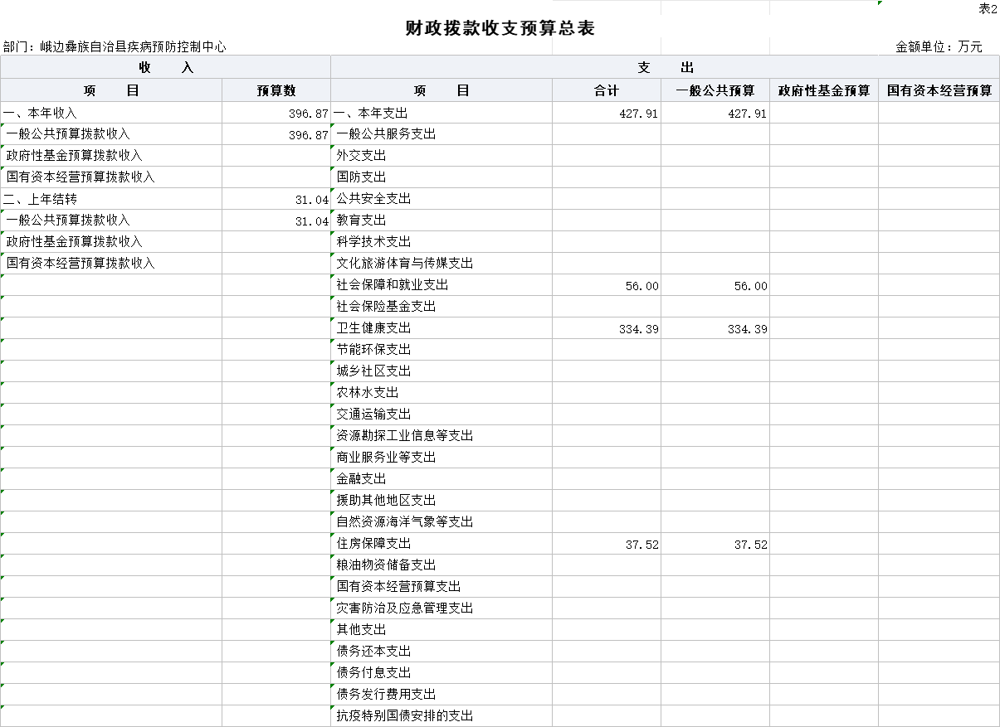 表2
财政拨款收支预算总表
部门：峨边彝族自治县疾病预防控制中心 金额单位：万元
收 入 支 出
项 目 预算数 项 目 合计 一般公共预算 政府性基金预算 国有资本经营预算
一、本年收入 396.87 一、本年支出 427.91 427.91
一般公共预算拨款收入 396.87 一般公共服务支出
政府性基金预算拨款收入 外交支出
国有资本经营预算拨款收入 国防支出
二、上年结转 31.04 公共安全支出
一般公共预算拨款收入 31.04 教育支出
政府性基金预算拨款收入 科学技术支出
国有资本经营预算拨款收入 文化旅游体育与传媒支出
社会保障和就业支出 56.00 56.00
社会保险基金支出
卫生健康支出 334.39 334.39
节能环保支出
城乡社区支出
农林水支出
交通运输支出
资源勘探工业信息等支出
商业服务业等支出
金融支出
援助其他地区支出
自然资源海洋气象等支出
住房保障支出 37.52 37.52
粮油物资储备支出
国有资本经营预算支出
灾害防治及应急管理支出
其他支出
债务还本支出
债务付息支出
债务发行费用支出
抗疫特别国债安排的支出